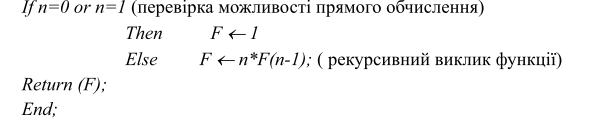 If n=0 or n=1 (перевірка можливості прямого обчислення)
Then F ← 1
Else F ← n*F(n-1); ( рекурсивний виклик функції)
Return (F);
End;